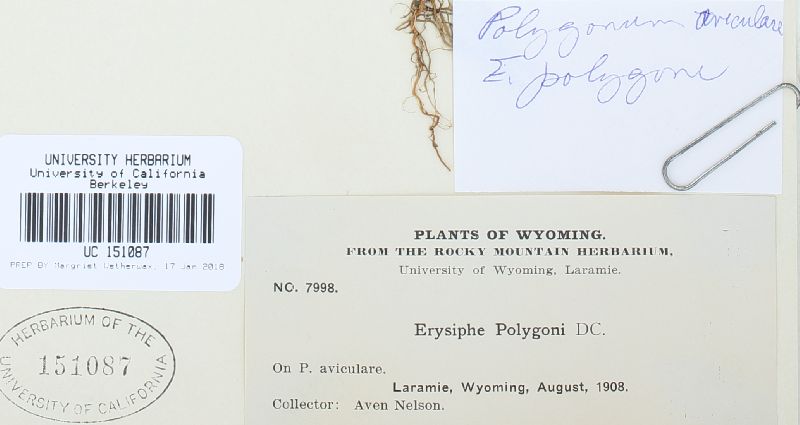 Polygonum aviculare
E. polygoni
UNIVERSITY HERBARIUM
University of California
Berkeley
UC 151087
PREP BY Margriet Wetherwax, 17 Jan 2018
HERBARIUM OF THE
151087
UNIVERSITY OF CALIFORNIA
PLANTS OF WYOMING.
FROM THE ROCKY MOUNTAIN HERBARIUM,
University of Wyoming, Laramie.
NO. 7998.
Erysiphe Polygoni DC.
On P. aviculare.
Laramie, Wyoming, August, 1908.
Collector: Aven Nelson.